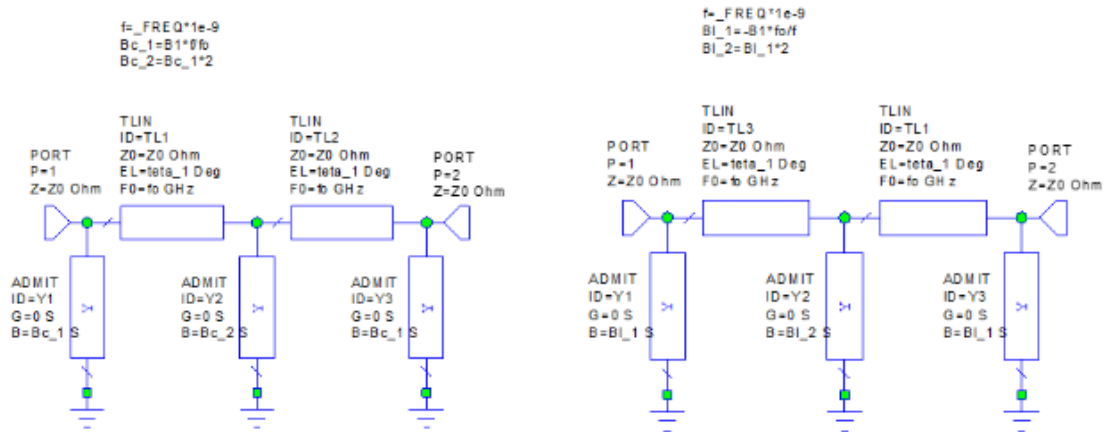 f=_FREQ*1e-9
Bc_1=B1*f/fo
Bc_2=Bc_1*2
TLIN
ID=TL1
Z0=Z0 Ohm
EL=teta_1 Deg
F0=fo GHz
TLIN
ID=TL2
Z0=Z0 Ohm
EL=teta_1 Deg
F0=fo GHz
PORT
P=1
Z=Z0 Ohm
PORT
P=2
Z=Z0 Ohm
ADMIT
ID=Y1
G=0 S
B=Bc_1 S
ADMIT
ID=Y2
G=0 S
B=Bc_2 S
ADMIT
ID=Y3
G=0 S
B=Bc_1 S
f=_FREQ*1e-9
Bl_1=-B1*fo/f
Bl_2=Bl_1*2
TLIN
ID=TL3
Z0=Z0 Ohm
EL=teta_1 Deg
F0=fo GHz
TLIN
ID=TL1
Z0=Z0 Ohm
EL=teta_1 Deg
F0=fo GHz
PORT
P=1
Z=Z0 Ohm
PORT
P=2
Z=Z0 Ohm
ADMIT
ID=Y1
G=0 S
B=Bl_1 S
ADMIT
ID=Y2
G=0 S
B=Bl_2 S
ADMIT
ID=Y3
G=0 S
B=Bl_1 S